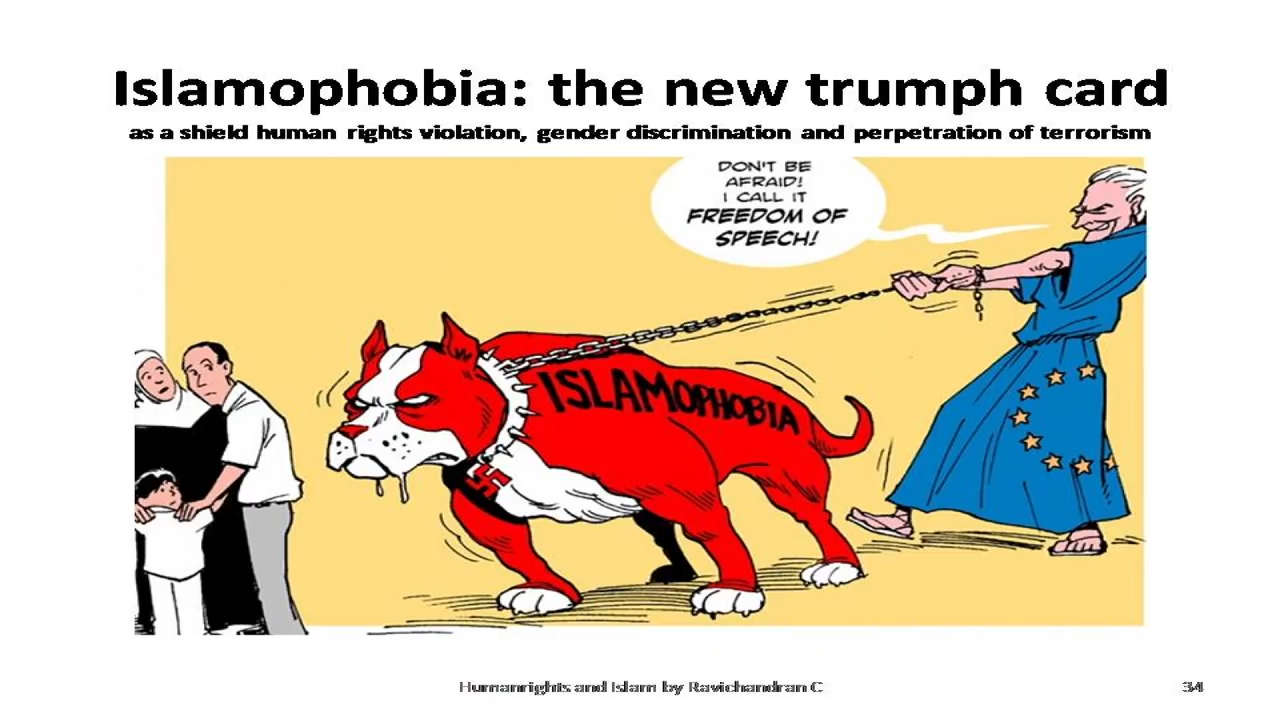 Islamophobia: the new trumph card
as a shield human rights violation, gender discrimination and perpetration of terrorism
DON'T BE
AFRAID!
I CALL IT
FREEDOM OF
SPEECH!
ISLAMOPHOBIA
Humanrights and Islam by Ravichandran C
34